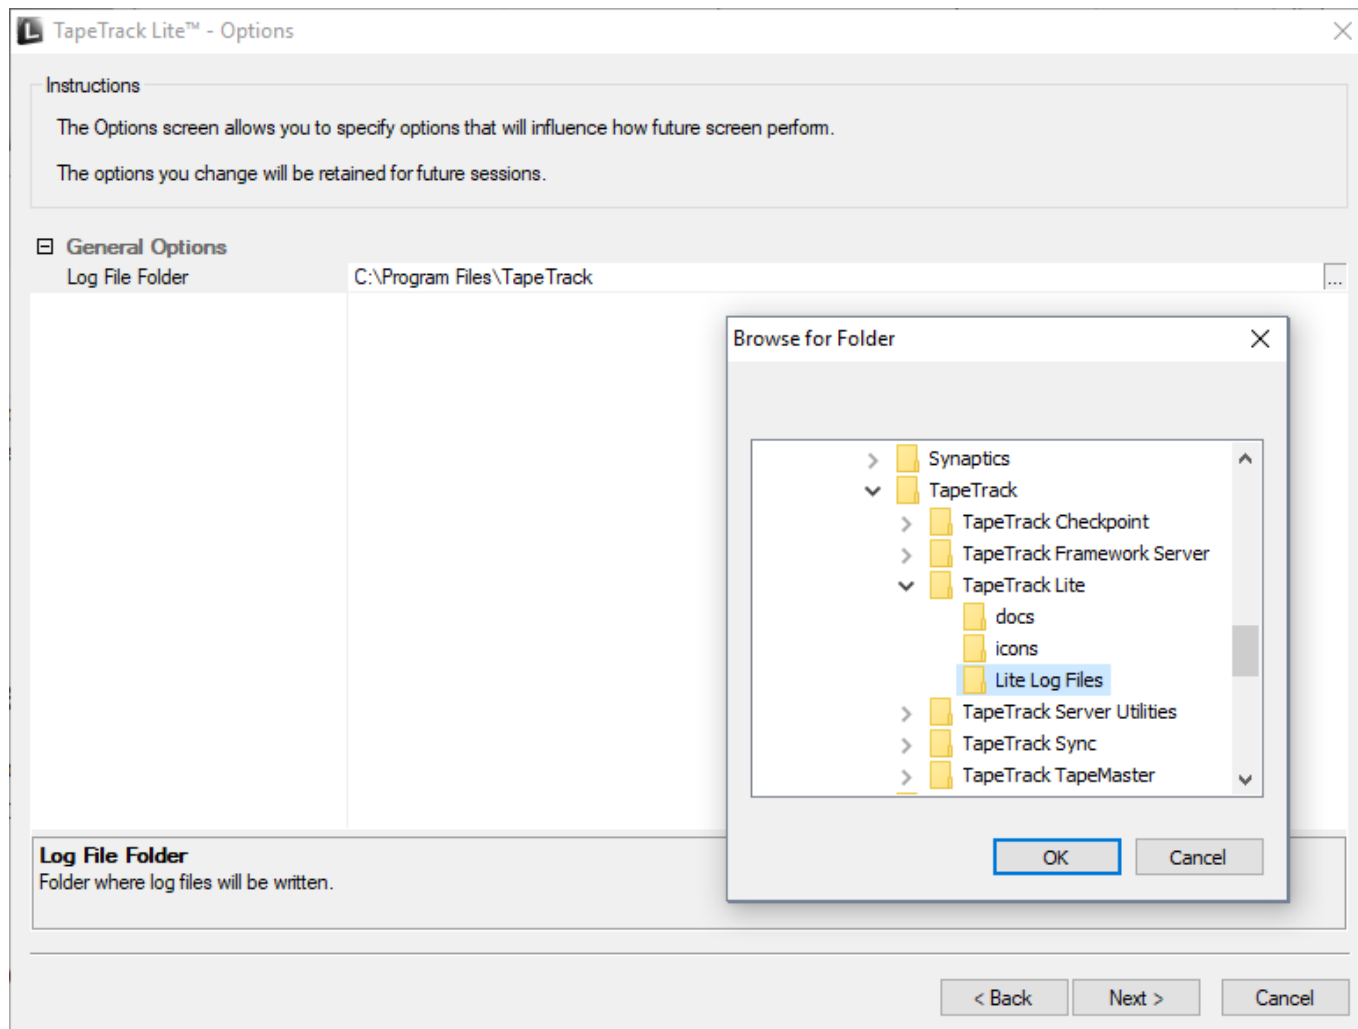 TapeTrack Lite™ - Options
Instructions
The Options screen allows you to specify options that will influence how future screen perform.
The options you change will be retained for future sessions.
General Options
Log File Folder C:\Program Files\TapeTrack ...
Browse for Folder
Synaptics
TapeTrack
TapeTrack Checkpoint
TapeTrack Framework Server
TapeTrack Lite
docs
icons
Lite Log Files
TapeTrack Server Utilities
TapeTrack Sync
TapeTrack TapeMaster
OK Cancel
Log File Folder
Folder where log files will be written.
< Back Next > Cancel